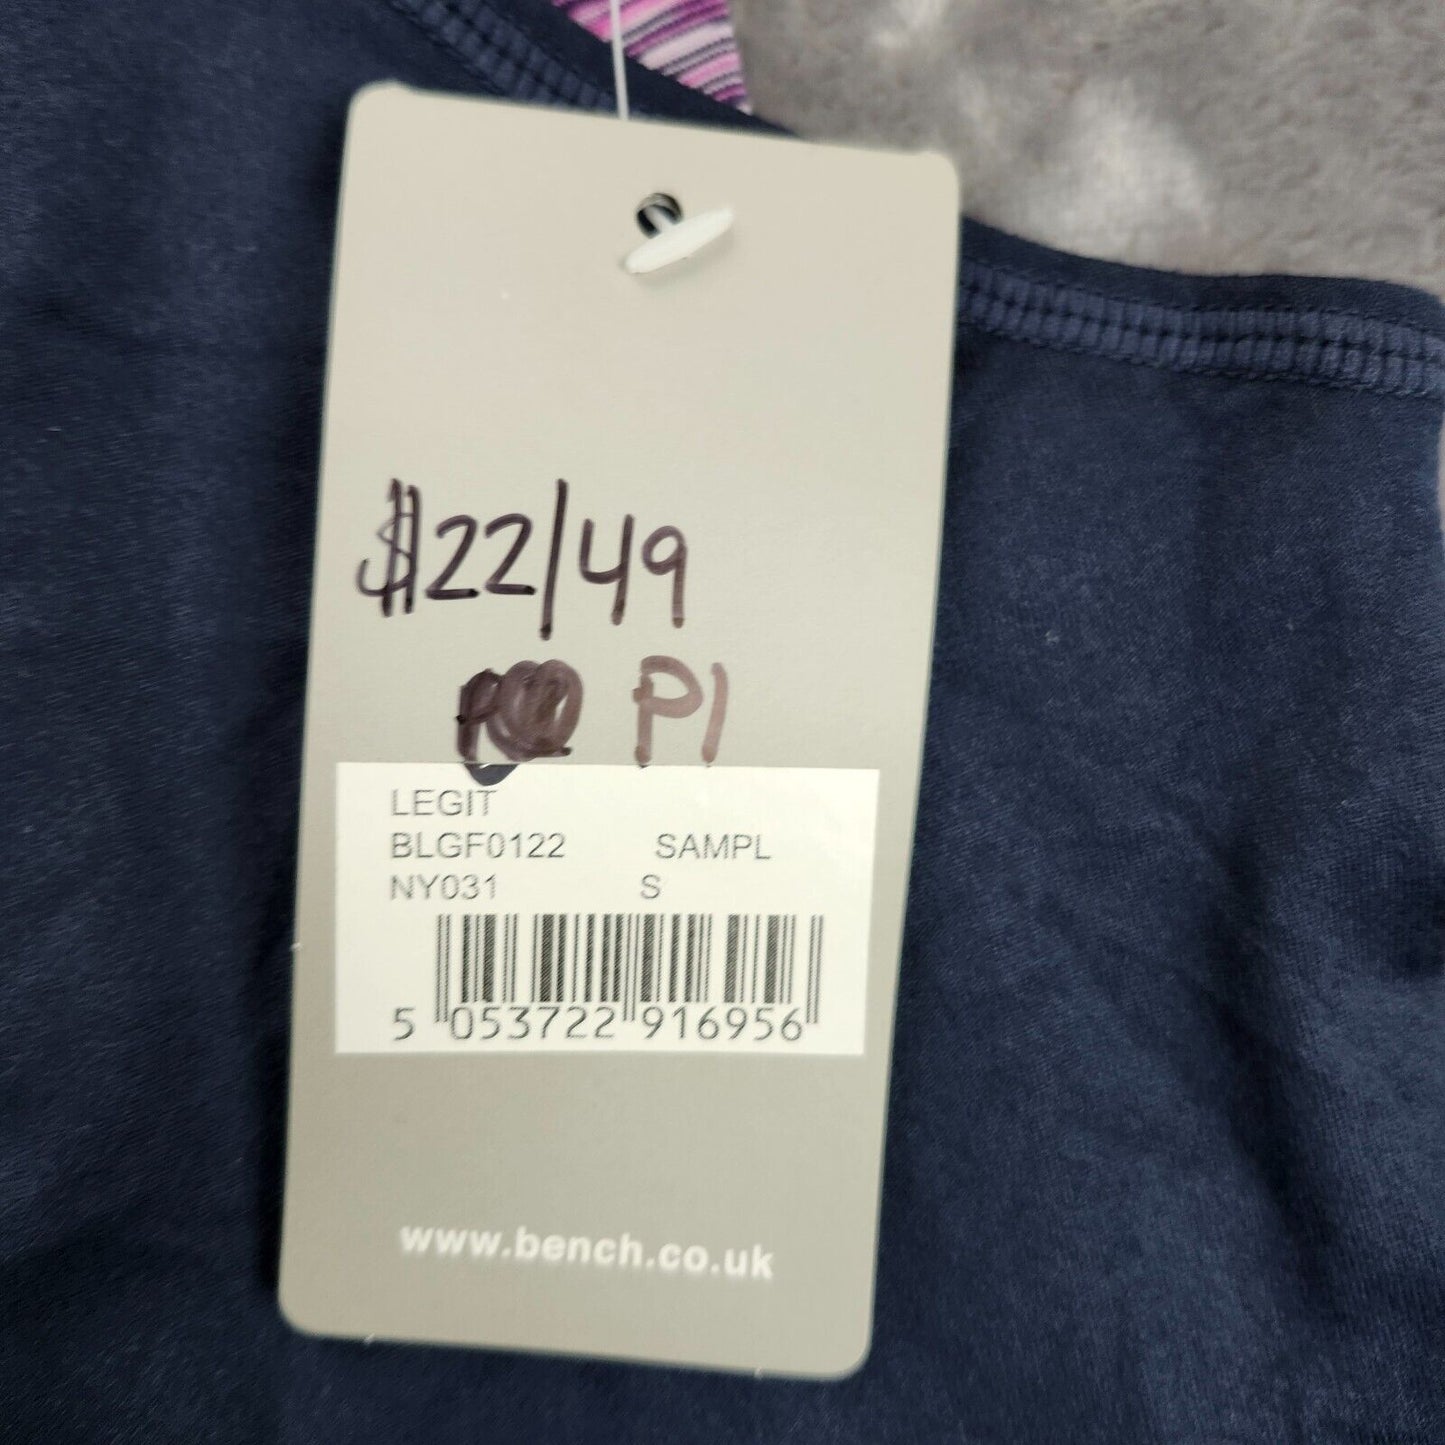 $22/49
P1
LEGIT
BLGF0122 SAMPL
NY031 S
5 053722 916956
www.bench.co.uk